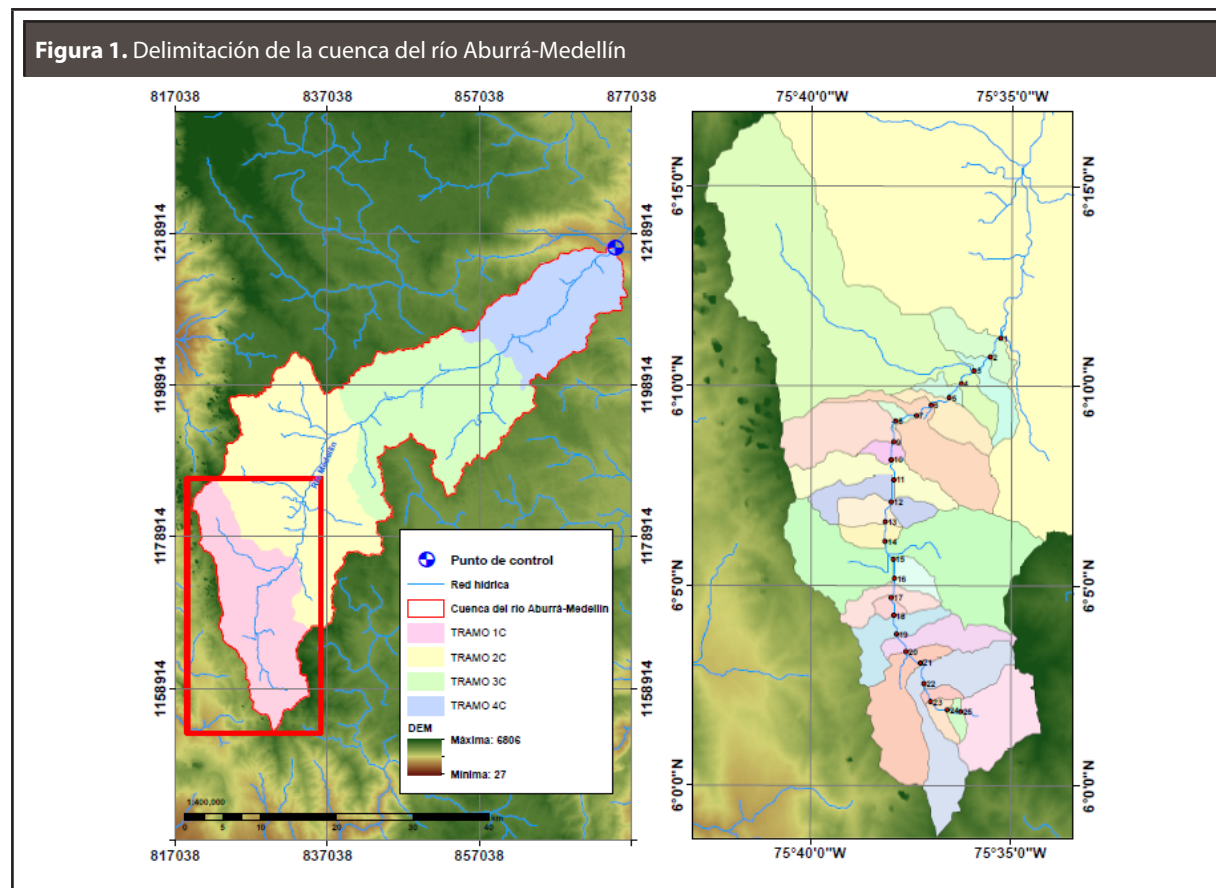 Figura 1. Delimitación de la cuenca del río Aburrá-Medellín
817038 837038 857038 877038
1218914
1198914
1178914
1158914
Río Medellín
Punto de control
Red hídrica
Cuenca del río Aburrá-Medellín
TRAMO 1C
TRAMO 2C
TRAMO 3C
TRAMO 4C
DEM
Máxima: 6806
Mínima: 27
1:400,000
0 5 10 20 30 40
km
1218914
1198914
1178914
1158914
817038 837038 857038
75°40'0"W 75°35'0"W
6°15'0"N
6°10'0"N
6°5'0"N
6°0'0"N
1
2
3
4
5
6
7
8
9
10
11
12
13
14
15
16
17
18
19
20
21
22
23
24 25
6°15'0"N
6°10'0"N
6°5'0"N
6°0'0"N
75°40'0"W 75°35'0"W